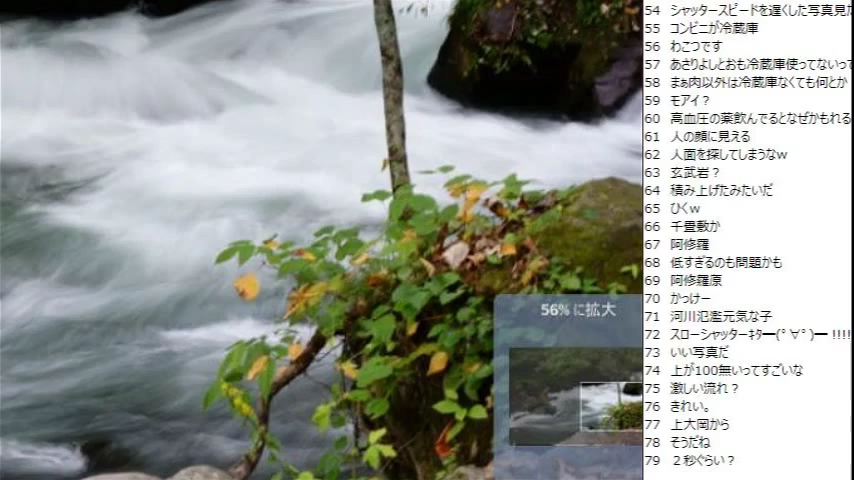 54 シャッタースピードを遅くした写真見た
55 コンビニが冷蔵庫
56 わこつです
57 あさりよしとおも冷蔵庫使ってないって
58 まぁ肉以外は冷蔵庫なくても何とか
59 モアイ？
60 高血圧の薬飲んでるとなぜかもれる
61 人の顔に見える
62 人面を探してしまうなw
63 玄武岩？
64 積み上げたみたいだ
65 ひくw
66 千畳敷か
67 阿修羅
68 低すぎるのも問題かも
69 阿修羅原
70 かっけー
71 河川氾濫元気な子
72 スローシャッターｷﾀ━(ﾟ∀ﾟ)━ !!!!
73 いい写真だ
74 上が100無いってすごいな
75 激しい流れ？
76 きれい。
77 上大岡から
78 そうだね
79 ２秒ぐらい？
56% に拡大